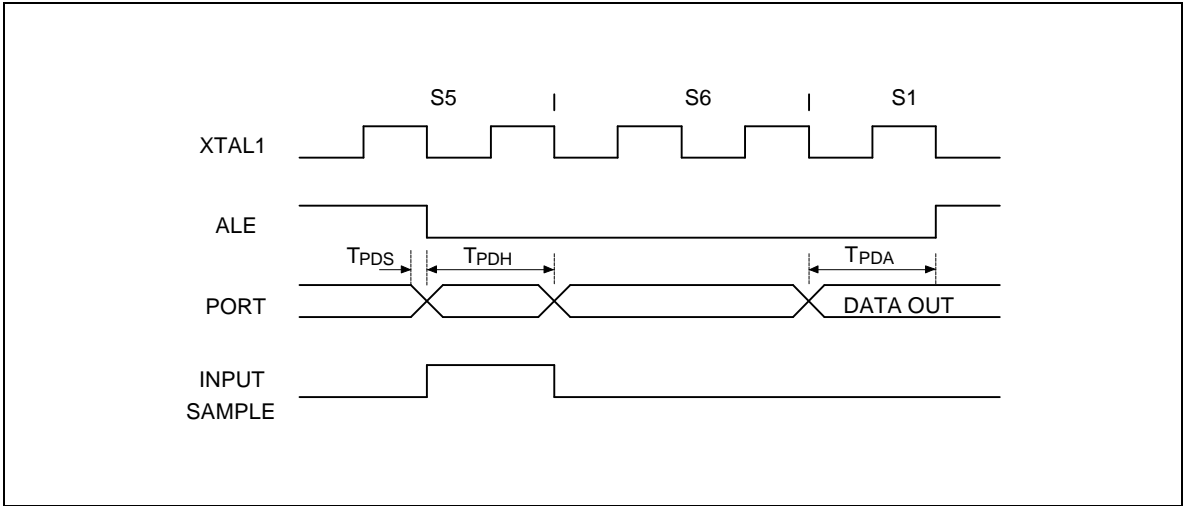 S5 | S6 | S1
XTAL1
ALE
TPDS TPDH TPDA
PORT
DATA OUT
INPUT
SAMPLE